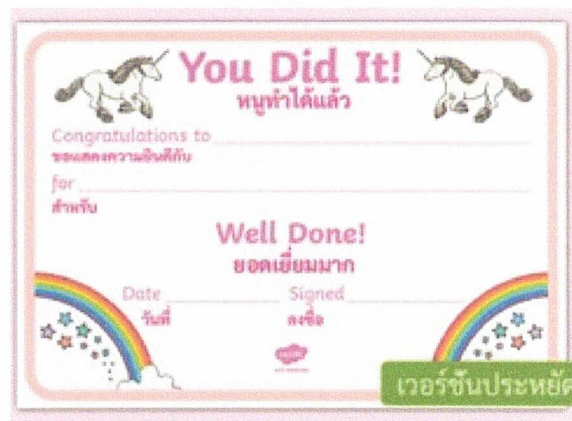 You Did It!
หนูทำได้แล้ว
Congratulations to
ขอแสดงความยินดีกับ
for
สำหรับ
Well Done!
ยอดเยี่ยมมาก
Date Signed
วันที่ ลงชื่อ
twinkl
เวอร์ชันประหยัด